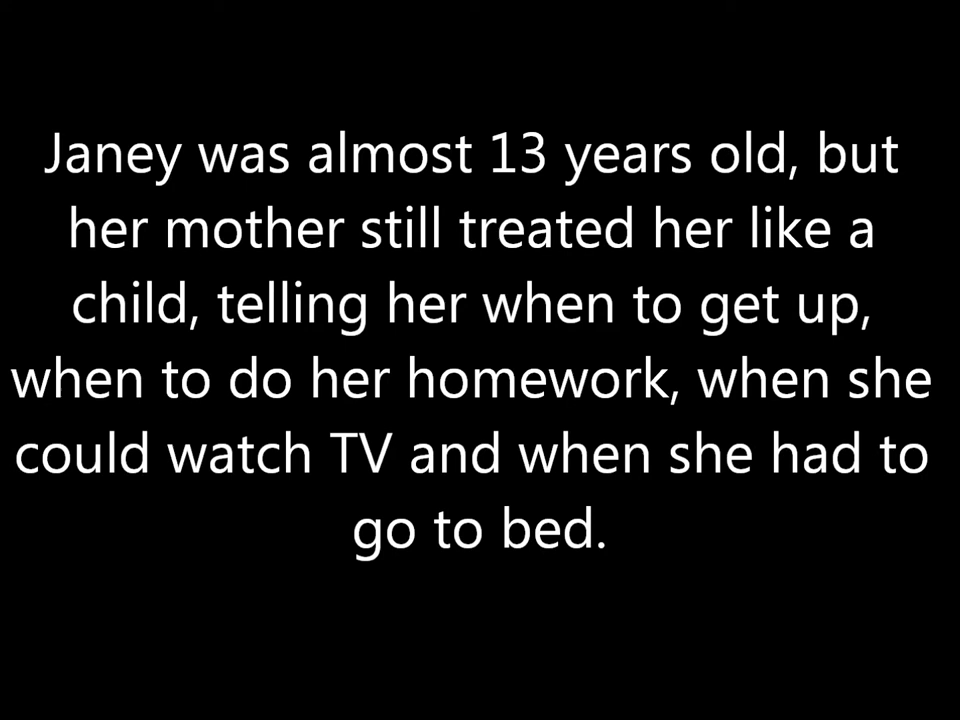 Janey was almost 13 years old, but
her mother still treated her like a
child, telling her when to get up,
when to do her homework, when she
could watch TV and when she had to
go to bed.